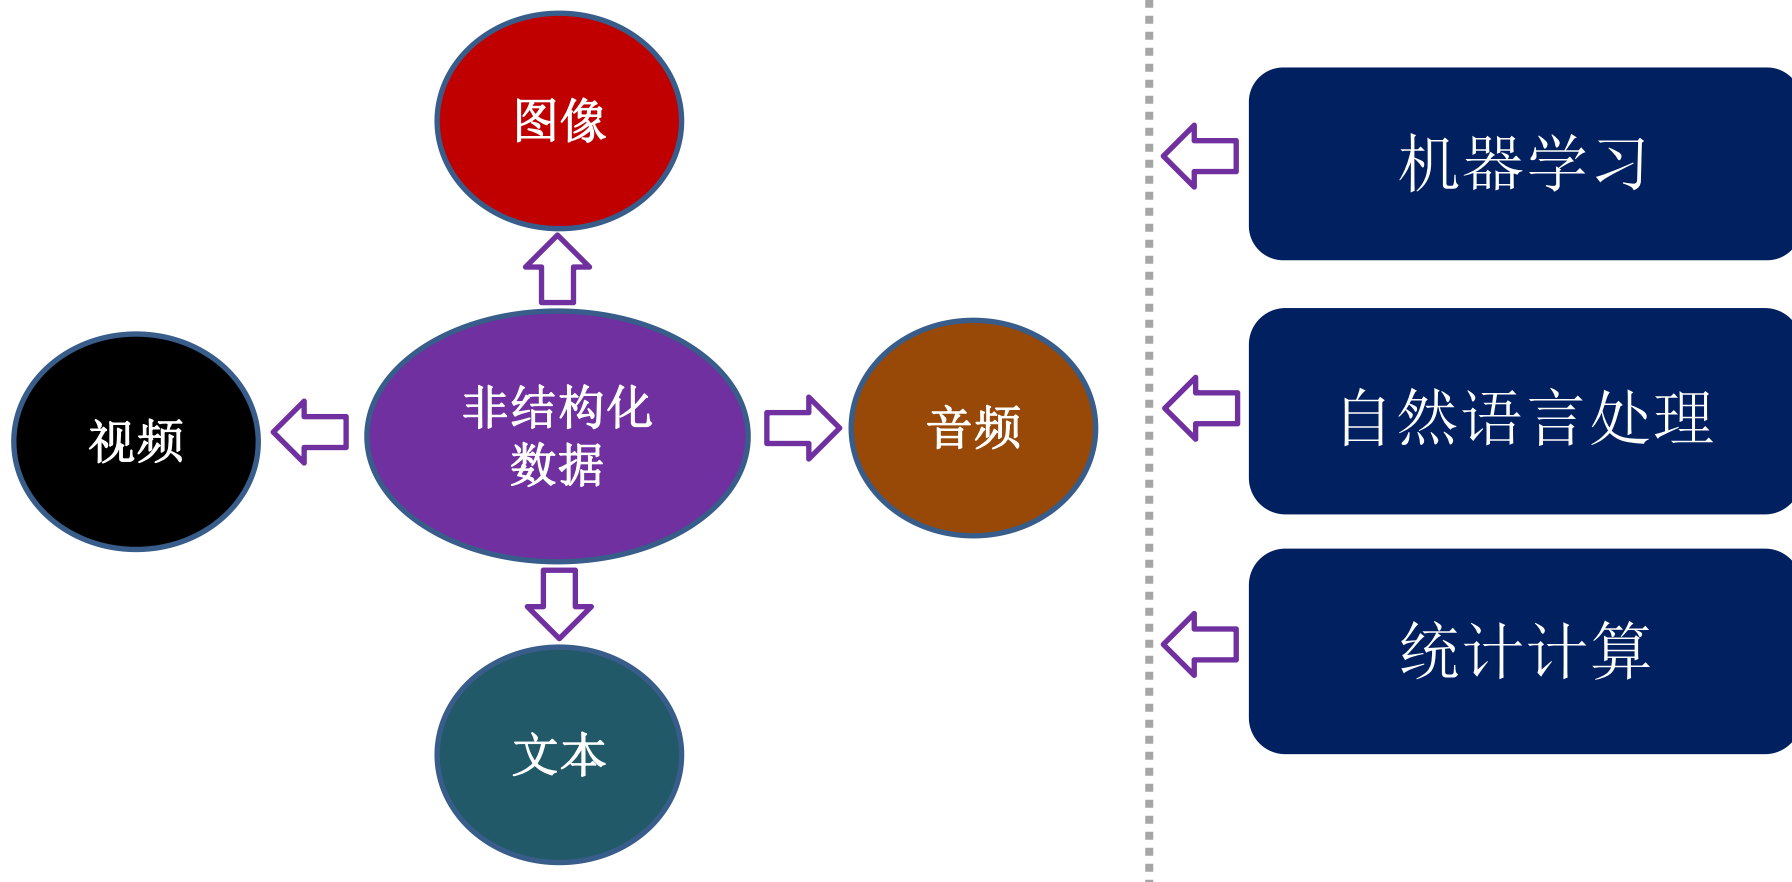 图像
视频
非结构化
数据
音频
文本
机器学习
自然语言处理
统计计算